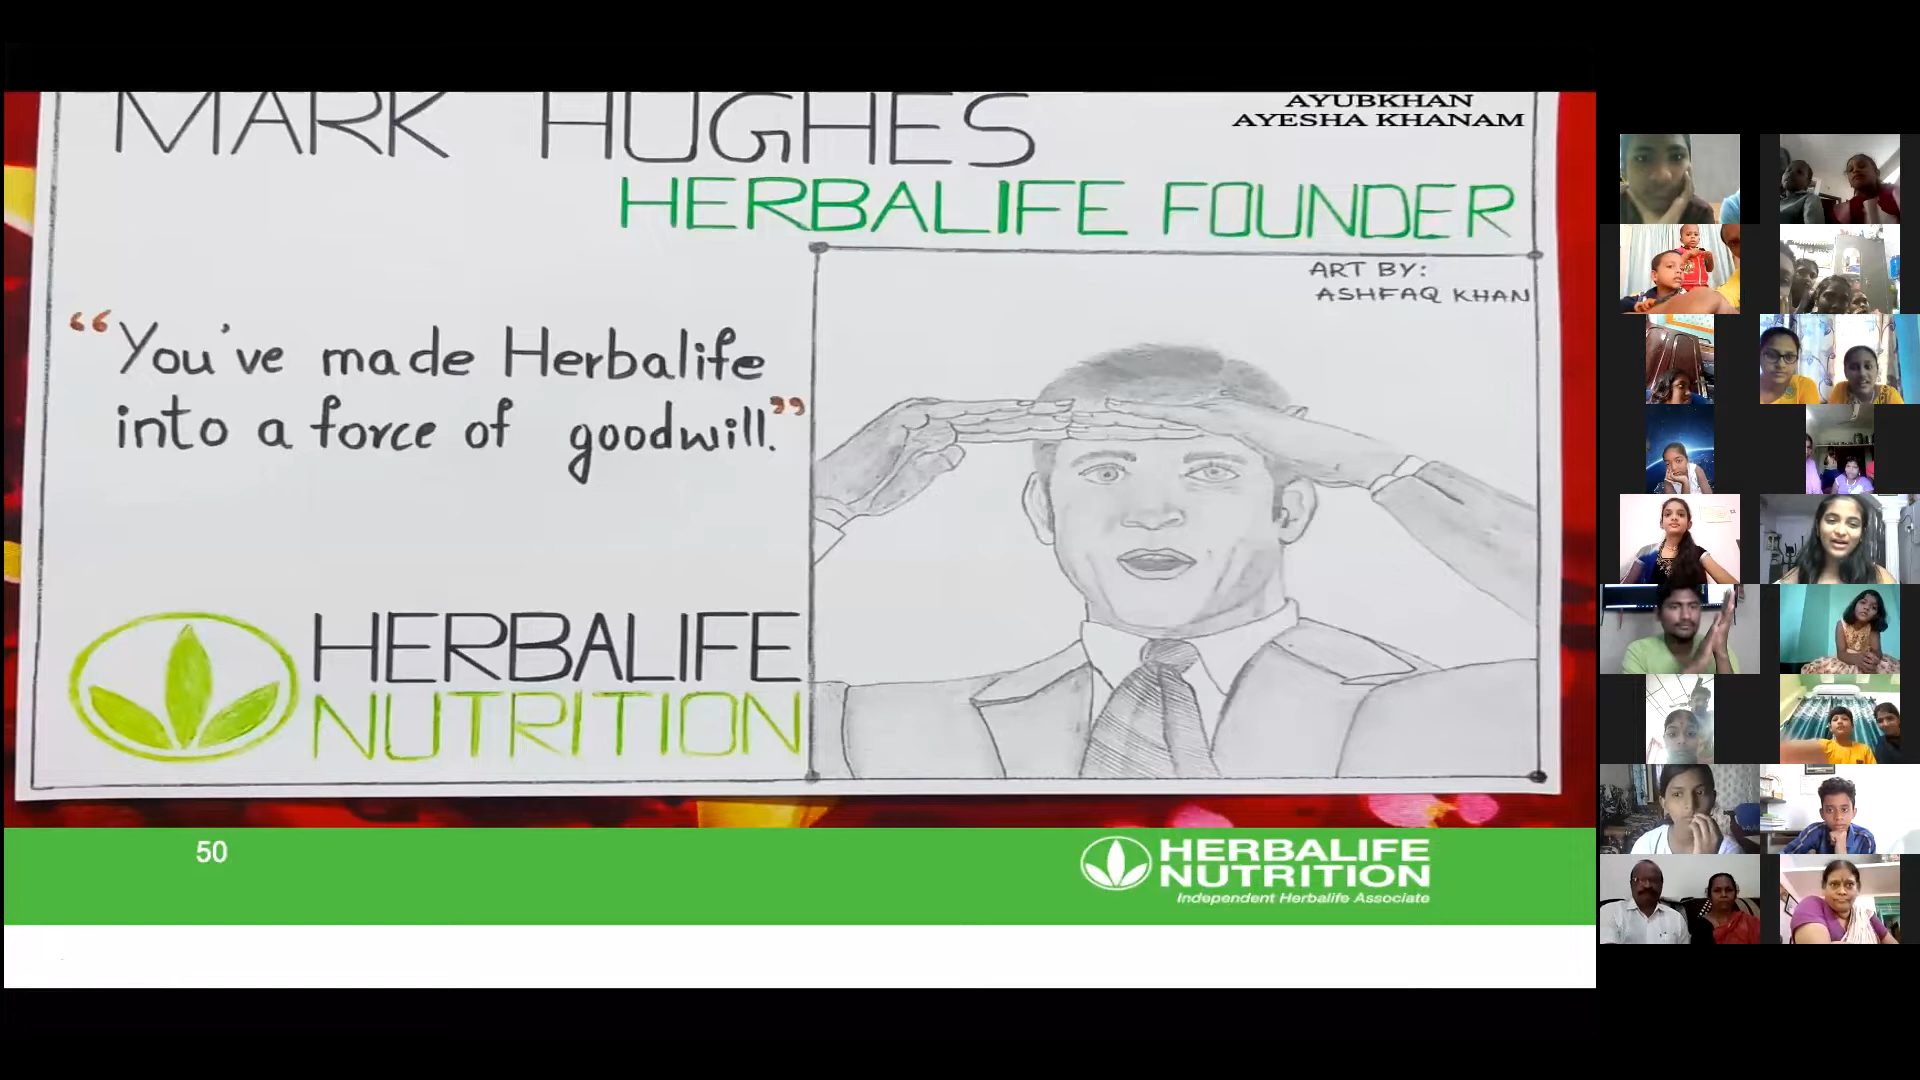 MARK HUGHES
AYUBKHAN
AYESHA KHANAM
HERBALIFE FOUNDER
ART BY:
ASHFAQ KHAN
“You've made Herbalife
into a force of goodwill.”
HERBALIFE
NUTRITION
50
HERBALIFE
NUTRITION
Independent Herbalife Associate